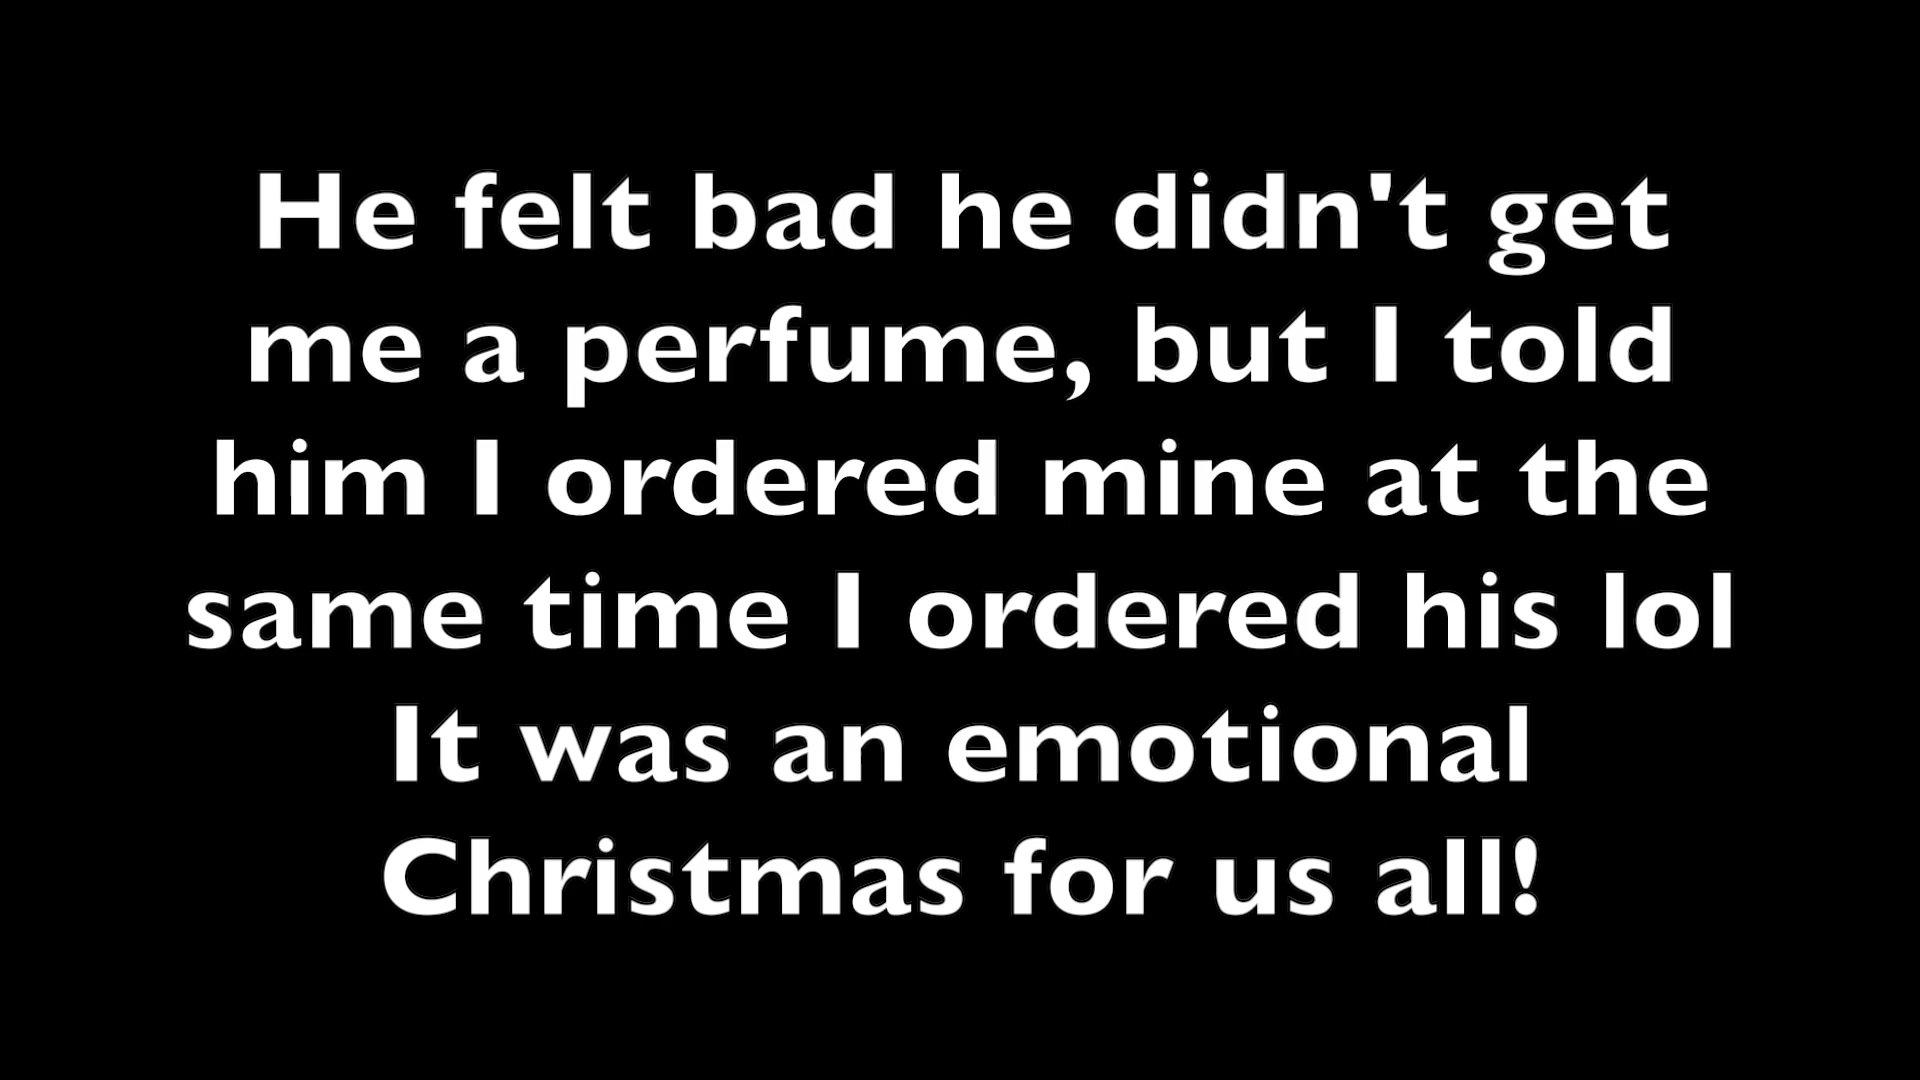 He felt bad he didn't get
me a perfume, but I told
him I ordered mine at the
same time I ordered his lol
It was an emotional
Christmas for us all!